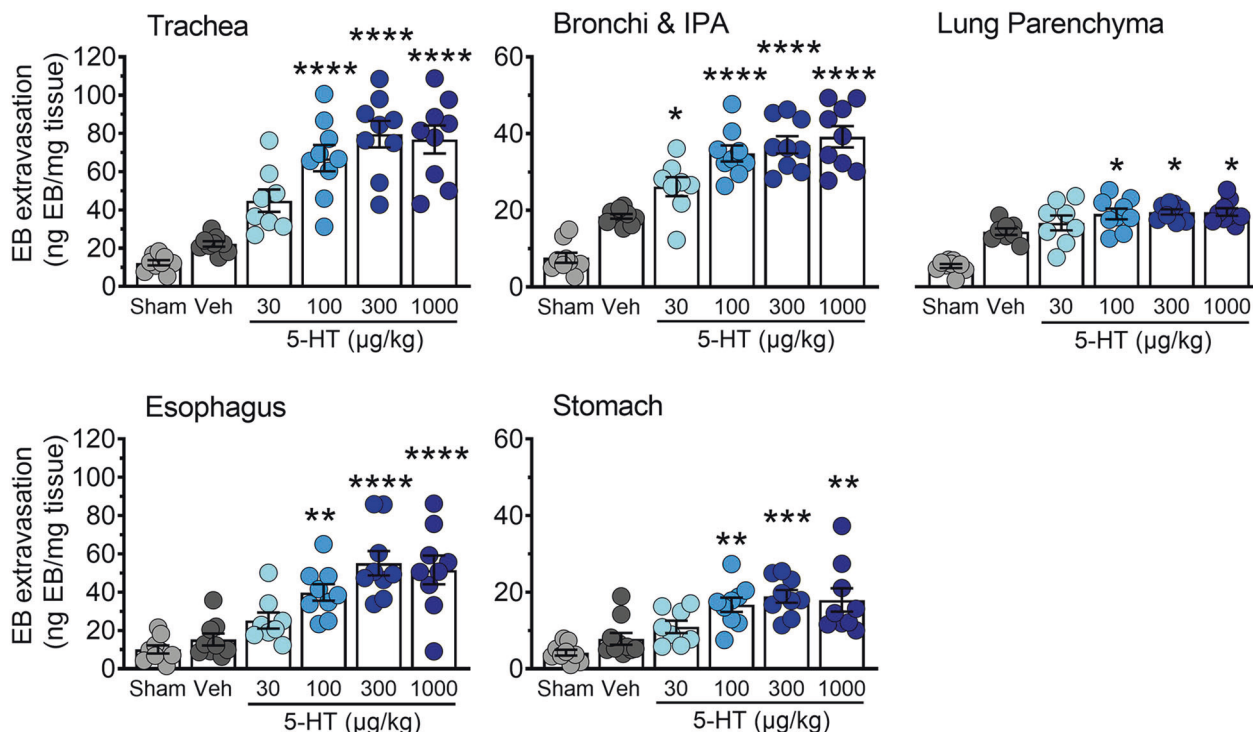 Trachea
EB extravasation
(ng EB/mg tissue)
120
100
80
60
40
20
0
****
****
****
Sham Veh 30 100 300 1000
5-HT (µg/kg)
Bronchi & IPA
60
40
20
0
*
****
****
****
Sham Veh 30 100 300 1000
5-HT (µg/kg)
Lung Parenchyma
*
*
*
Sham Veh 30 100 300 1000
5-HT (µg/kg)
Esophagus
EB extravasation
(ng EB/mg tissue)
120
100
80
60
40
20
0
**
****
****
Sham Veh 30 100 300 1000
5-HT (µg/kg)
Stomach
60
40
20
0
**
***
**
Sham Veh 30 100 300 1000
5-HT (µg/kg)